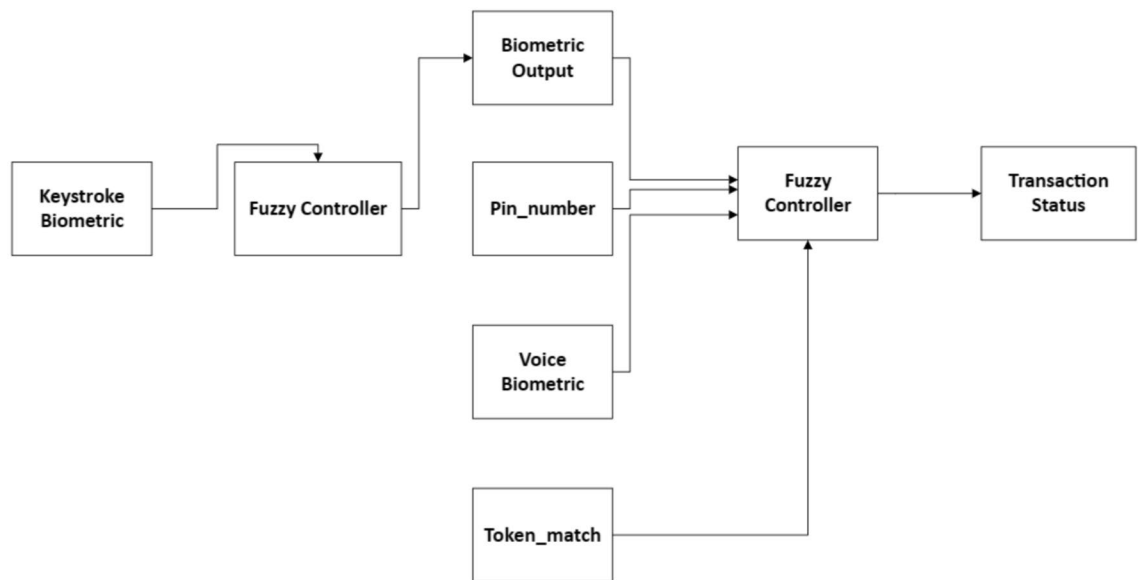 Biometric
Output
Keystroke
Biometric
Fuzzy Controller
Pin_number
Fuzzy
Controller
Transaction
Status
Voice
Biometric
Token_match